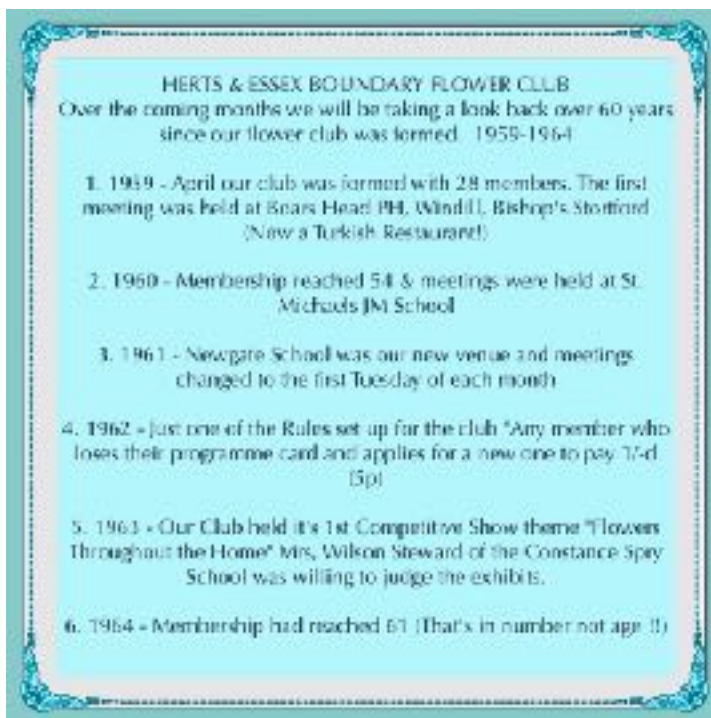 HERTS & ESSEX BOUNDARY FLOWER CLUB
Over the coming months we will be taking a look back over 60 years
since our flower club was formed. 1959-1964
1. 1959 - April our club was formed with 28 members. The first
meeting was held at Boars Head PH, Windill, Bishop's Stortford
(Now a Turkish Restaurant!)
2. 1960 - Membership reached 54 & meetings were held at St.
Michaels JM School
3. 1961 - Newgate School was our new venue and meetings
changed to the first Tuesday of each month
4. 1962 - Just one of the Rules set up for the club "Any member who
loses their programme card and applies for a new one to pay 1/-d
(5p)
5. 1963 - Our Club held it's 1st Competitive Show theme "Flowers
Throughout the Home" Mrs, Wilson Steward of the Constance Spry
School was willing to judge the exhibits.
6. 1964 - Membership had reached 61 (That's in number not age !!)